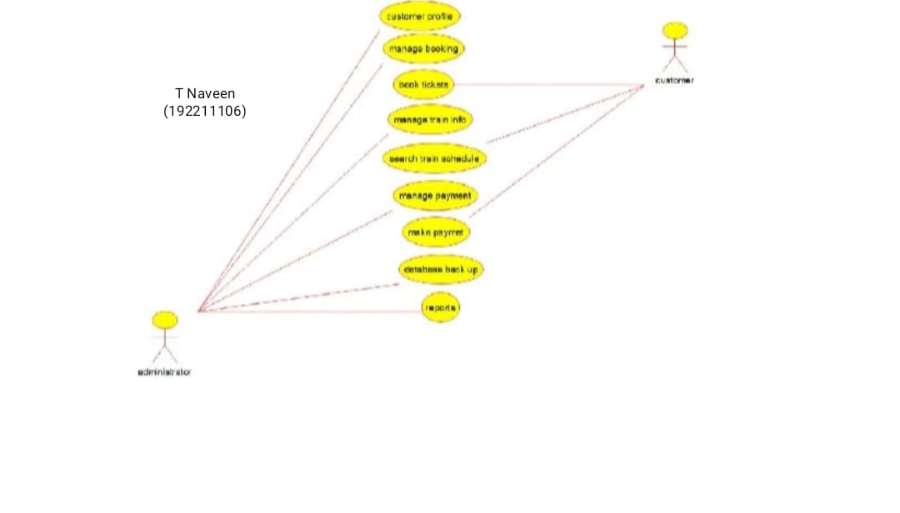 customer profile
manage booking
book tickets
customer
T Naveen
(192211106)
manage train info
search train schedule
manage payment
make paymet
database back up
reports
administrator